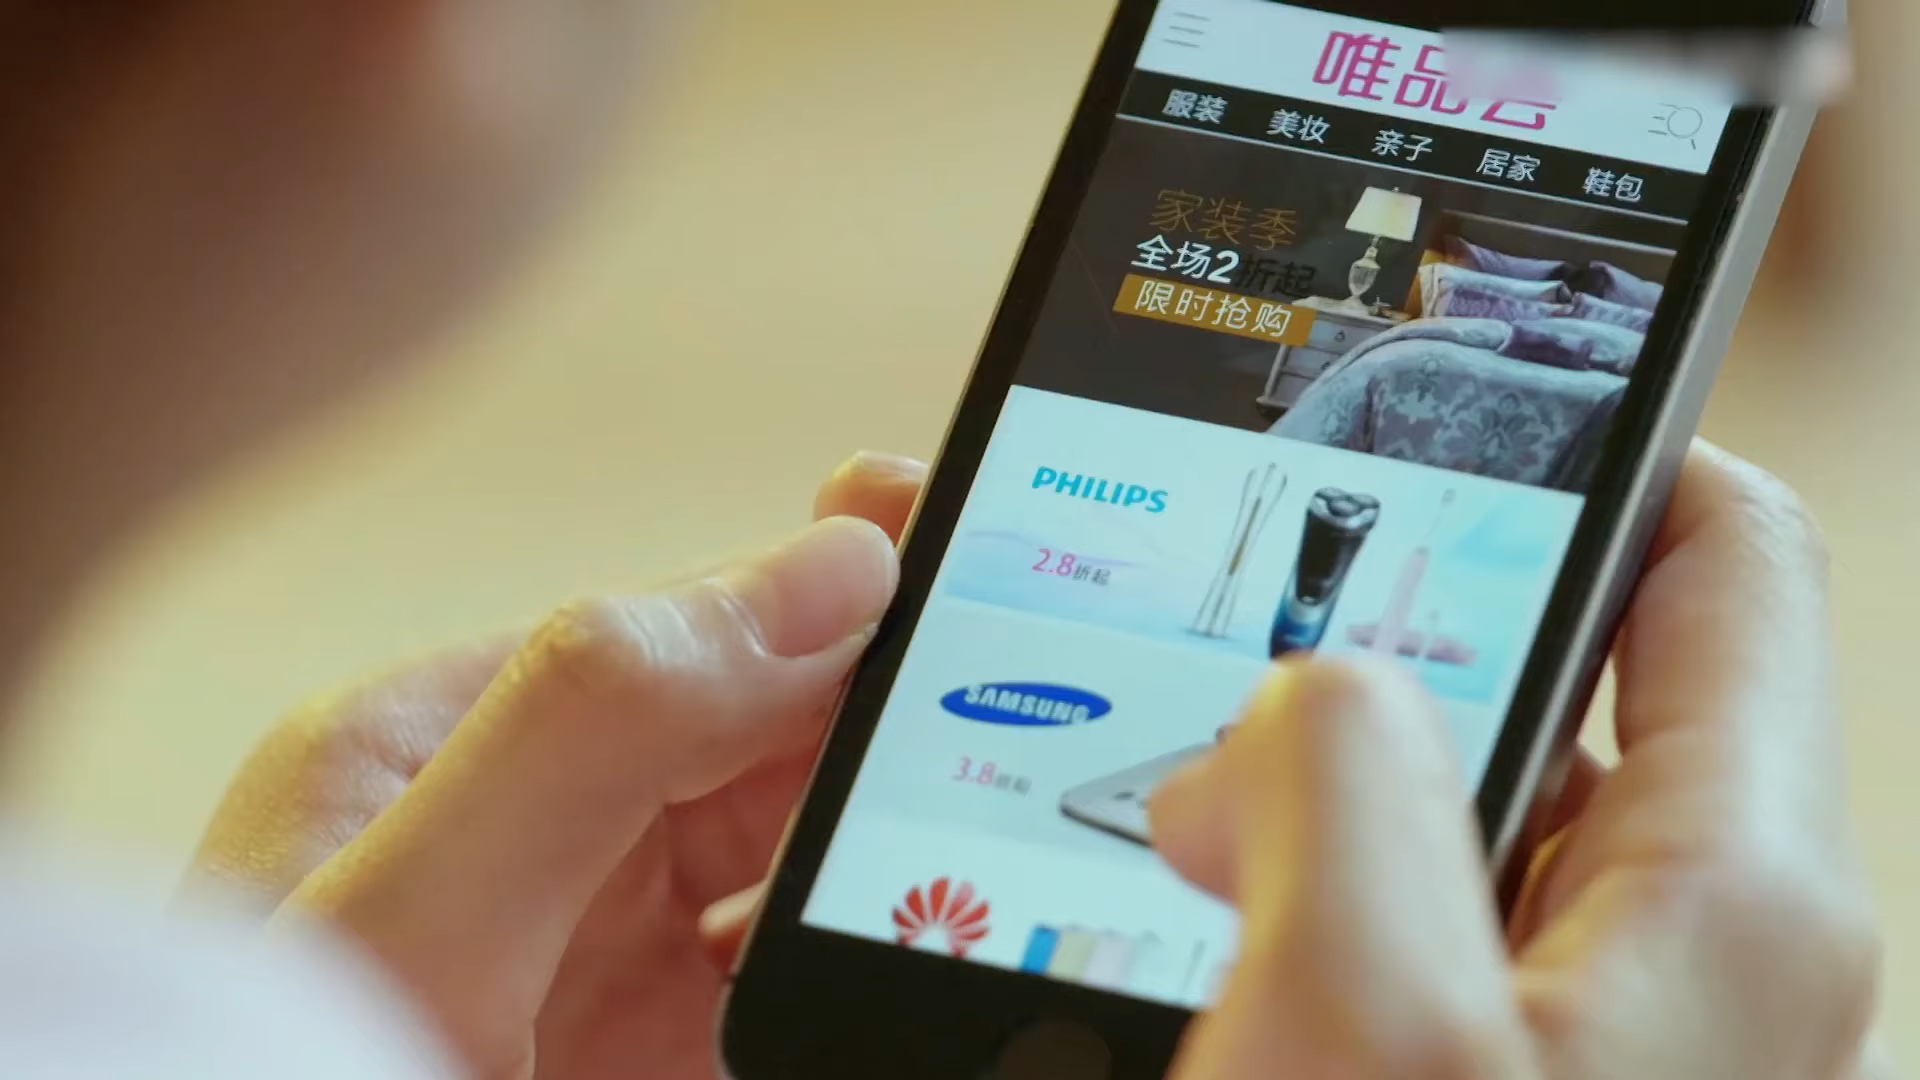 唯品会
服装 美妆 亲子 居家 鞋包
家装季
全场2折起
限时抢购
PHILIPS
2.8折起
SAMSUNG
3.8折起